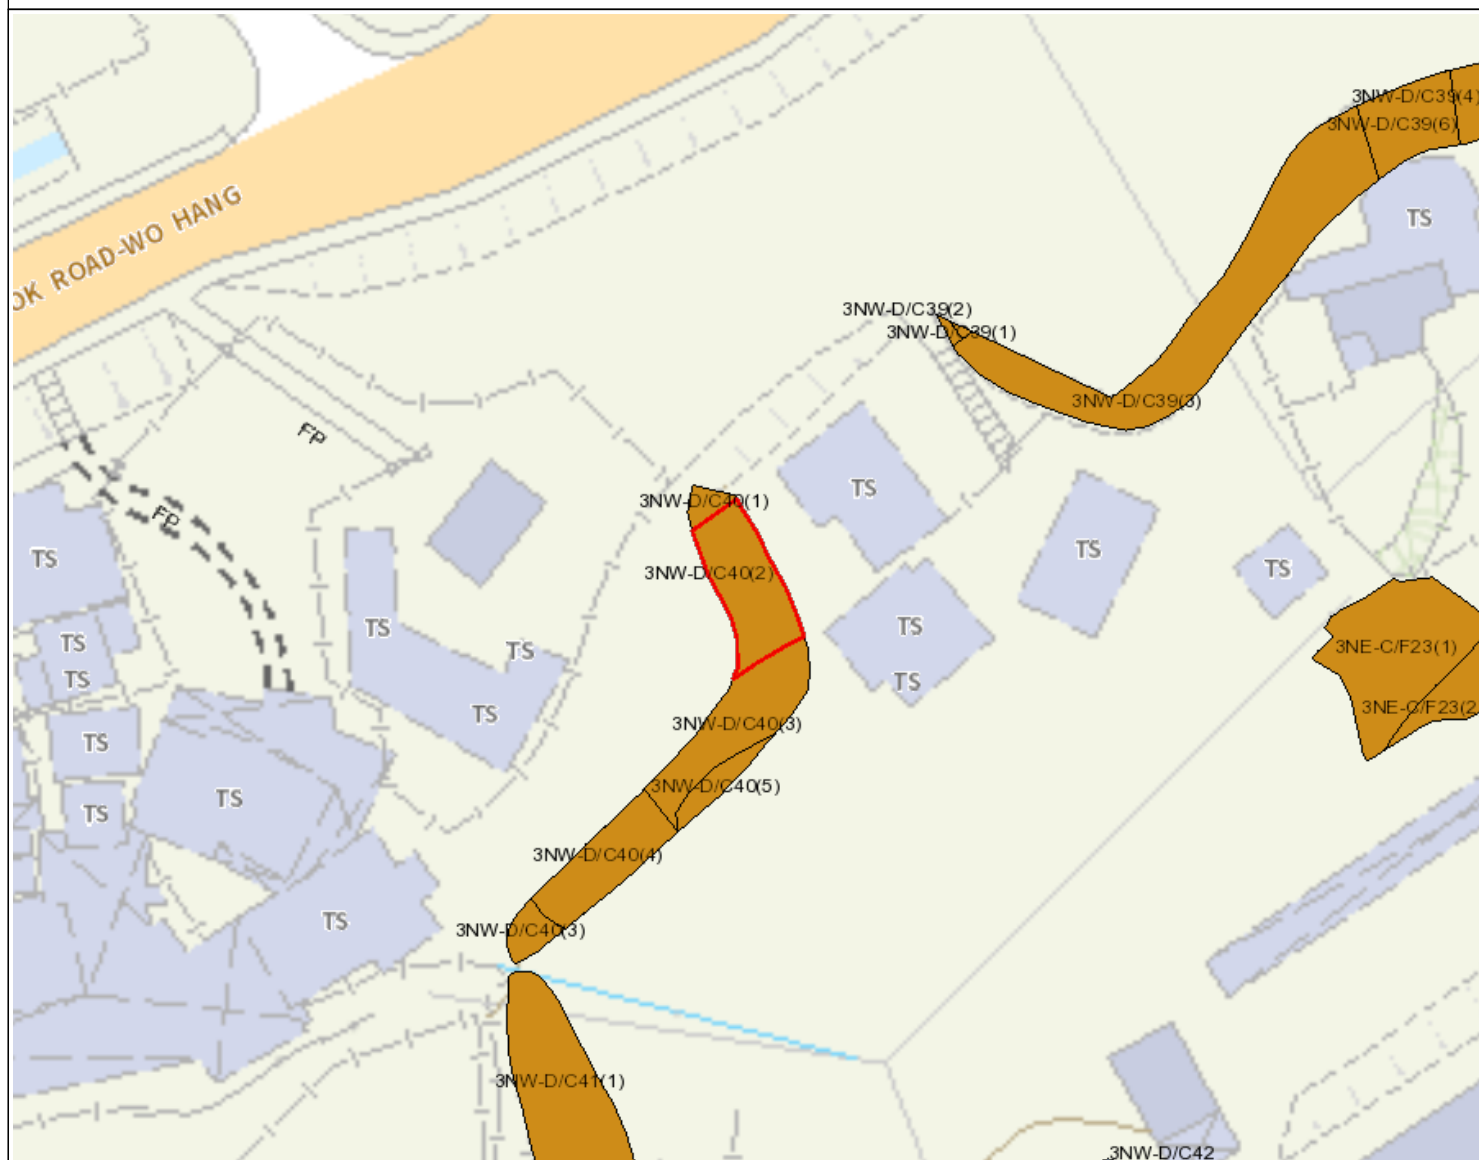 3NW-D/C39(4)
3NW-D/C39(6)
OK ROAD-WO HANG
TS
3NW-D/C39(2)
3NW-D/C39(1)
3NW-D/C39(3)
FP
TS
3NW-D/C40(1)
FP
TS
TS
TS
3NW-D/C40(2)
TS
TS
TS
3NE-C/F23(1)
TS
TS
TS
3NE-C/F23(2
TS
3NW-D/C40(3)
TS
3NW-D/C40(5)
TS
TS
3NW-D/C40(4)
TS
3NW-D/C40(3)
3NW-D/C41(1)
3NW-D/C42